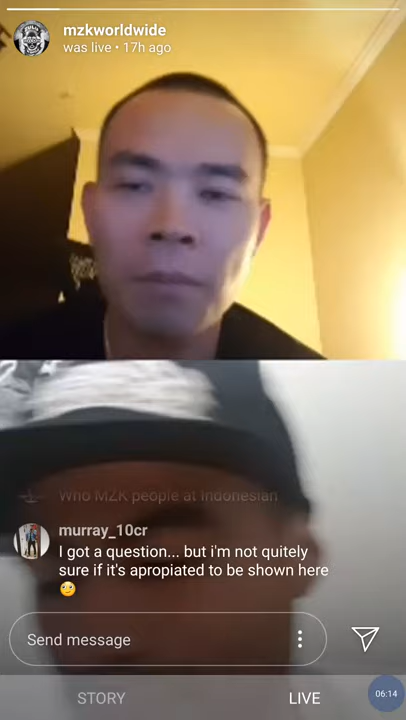 mzkworldwide
was live • 17h ago
Who MZK people at Indonesian
murray_10cr
I got a question... but i'm not quitely
sure if it's apropiated to be shown here
🙄
Send message
STORY
LIVE
06:14